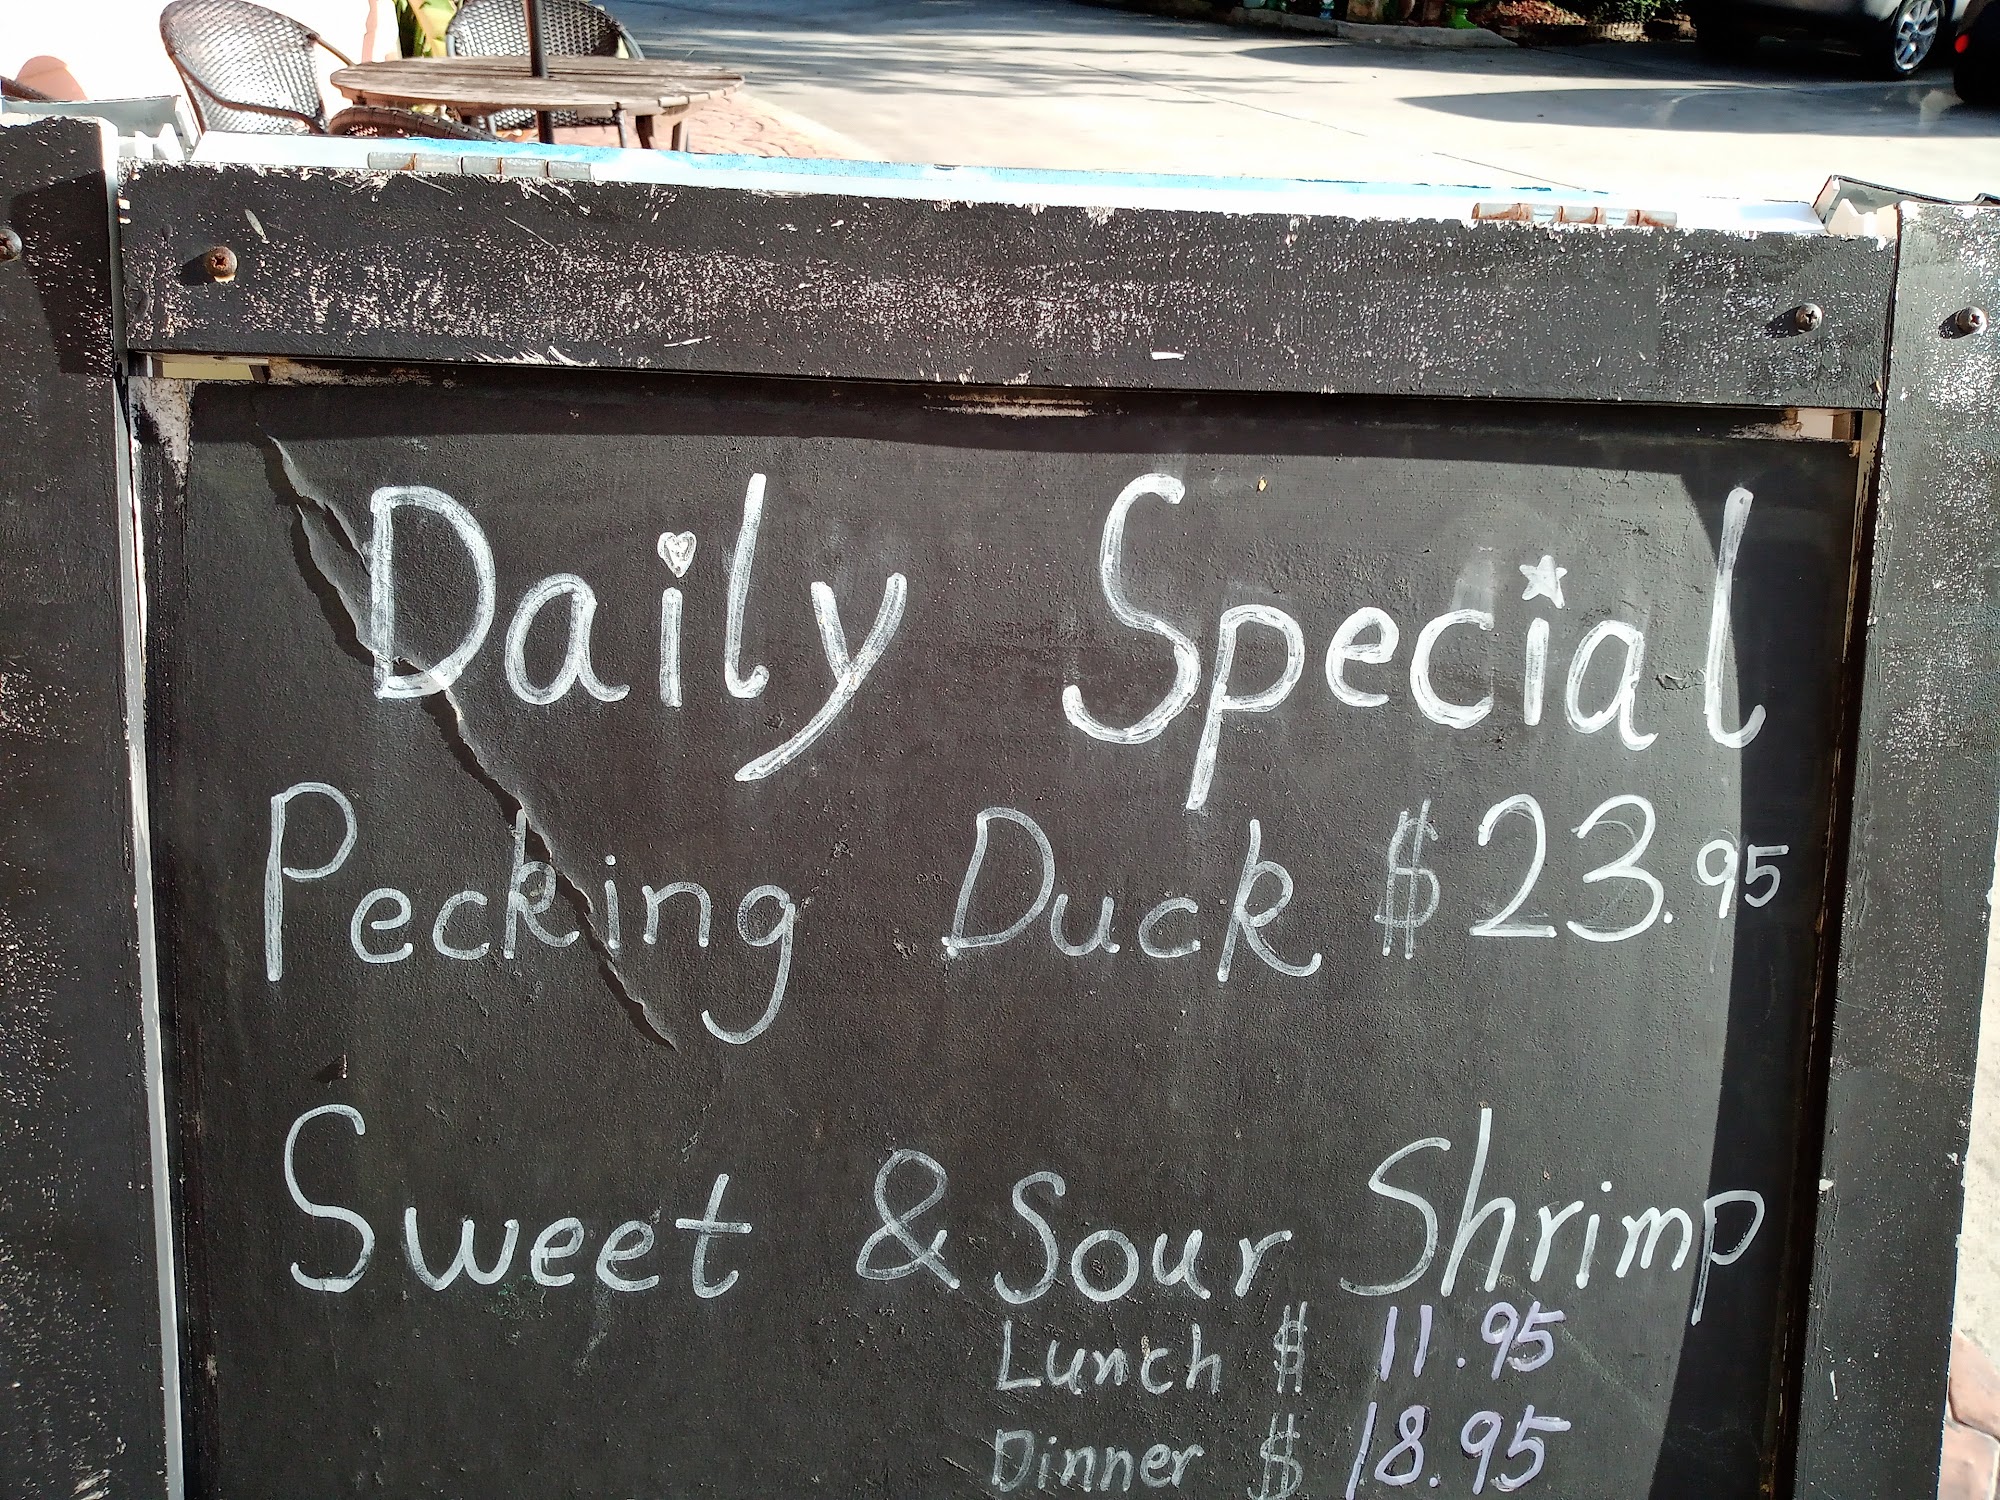 Daily Special
Pecking Duck $23.95
Sweet & Sour Shrimp
Lunch $ 11.95
Dinner $ 18.95